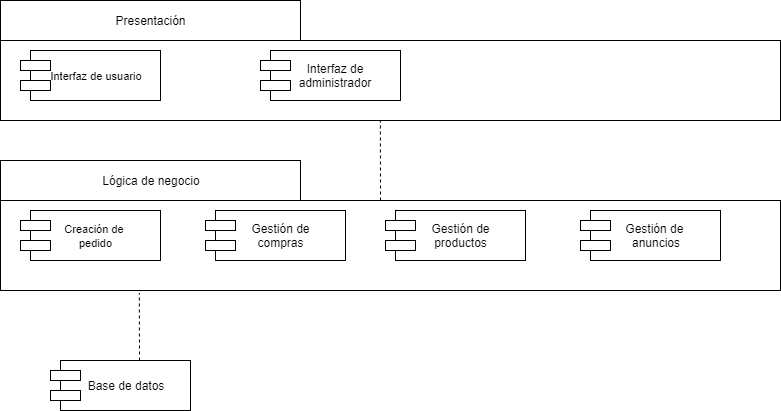 Presentación
Interfaz de usuario
Interfaz de
administrador
Lógica de negocio
Creación de
pedido
Gestión de
compras
Gestión de
productos
Gestión de
anuncios
Base de datos